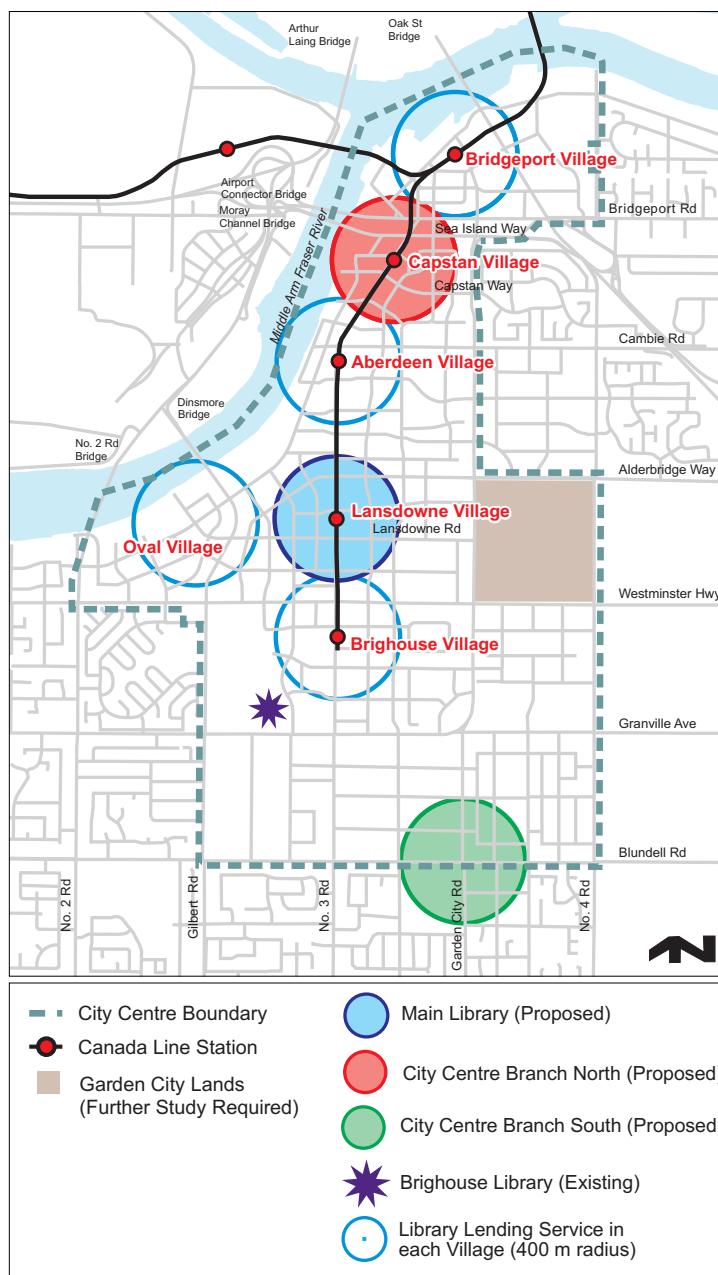 Arthur
Laing Bridge
Oak St
Bridge
Bridgeport Village
Airport
Connector Bridge
Moray
Channel Bridge
Bridgeport Rd
Sea Island Way
Capstan Village
Capstan Way
Middle Arm Fraser River
Cambie Rd
Aberdeen Village
Dinsmore
Bridge
No. 2 Rd
Bridge
Alderbridge Way
Lansdowne Village
Lansdowne Rd
Oval Village
Westminster Hwy
Brighouse Village
Granville Ave
Blundell Rd
No. 2 Rd
Gilbert Rd
No. 3 Rd
Garden City Rd
No. 4 Rd
N
City Centre Boundary
Canada Line Station
Garden City Lands
(Further Study Required)
Main Library (Proposed)
City Centre Branch North (Proposed)
City Centre Branch South (Proposed
Brighouse Library (Existing)
Library Lending Service in
each Village (400 m radius)